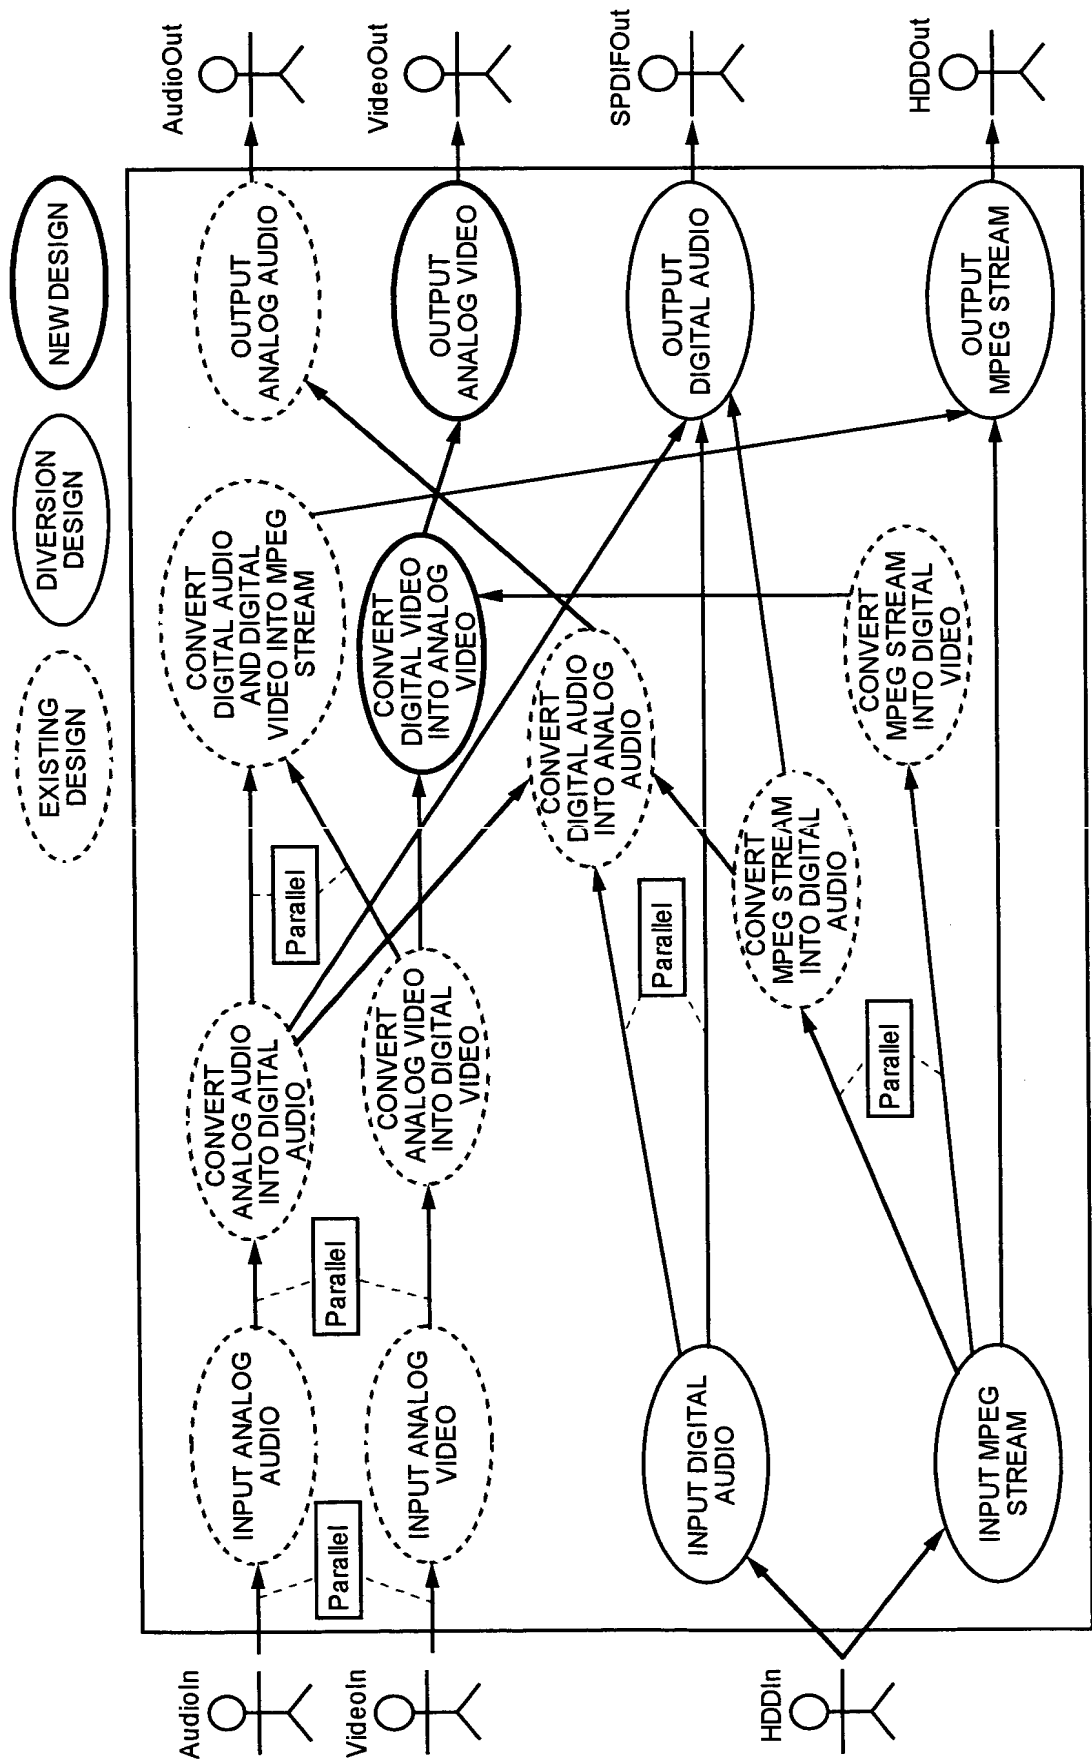 EXISTING
DESIGN
DIVERSION
DESIGN
NEW DESIGN
AudioIn
VideoIn
HDDIn
Parallel
INPUT ANALOG
AUDIO
INPUT ANALOG
VIDEO
INPUT DIGITAL
AUDIO
INPUT MPEG
STREAM
Parallel
CONVERT
ANALOG AUDIO
INTO DIGITAL
AUDIO
CONVERT
ANALOG VIDEO
INTO DIGITAL
VIDEO
Parallel
Parallel
Parallel
CONVERT
MPEG STREAM
INTO DIGITAL
AUDIO
CONVERT
DIGITAL AUDIO
AND DIGITAL
VIDEO INTO MPEG
STREAM
CONVERT
DIGITAL VIDEO
INTO ANALOG
VIDEO
CONVERT
DIGITAL AUDIO
INTO ANALOG
AUDIO
CONVERT
MPEG STREAM
INTO DIGITAL
VIDEO
OUTPUT
ANALOG AUDIO
OUTPUT
ANALOG VIDEO
OUTPUT
DIGITAL AUDIO
OUTPUT
MPEG STREAM
AudioOut
VideoOut
SPDIFOut
HDDOut